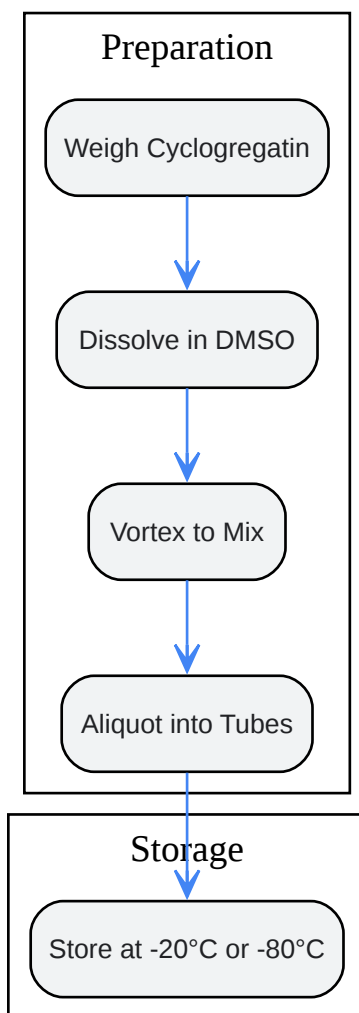 Preparation
Weigh Cyclogregatin
Dissolve in DMSO
Vortex to Mix
Aliquot into Tubes
Storage
Store at -20°C or -80°C